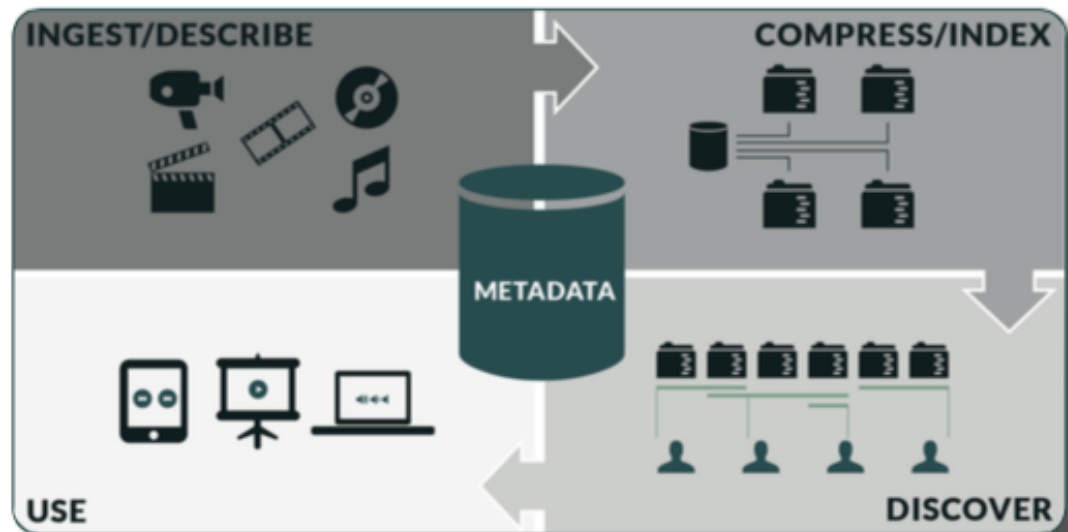 INGEST/DESCRIBE
COMPRESS/INDEX
METADATA
USE
DISCOVER